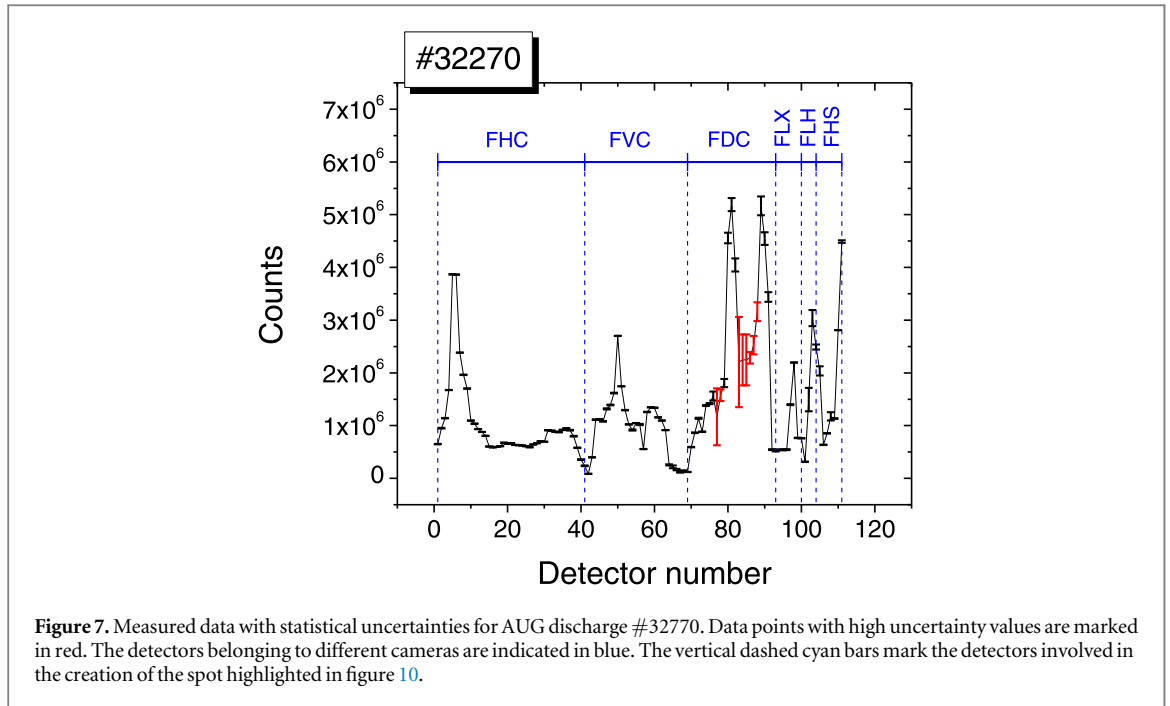 #32270
7x10⁶
6x10⁶
5x10⁶
4x10⁶
3x10⁶
2x10⁶
1x10⁶
0
Counts
FHC FVC FDC FLX FLH FHS
0 20 40 60 80 100 120
Detector number
Figure 7. Measured data with statistical uncertainties for AUG discharge #32770. Data points with high uncertainty values are marked
in red. The detectors belonging to different cameras are indicated in blue. The vertical dashed cyan bars mark the detectors involved in
the creation of the spot highlighted in figure 10.